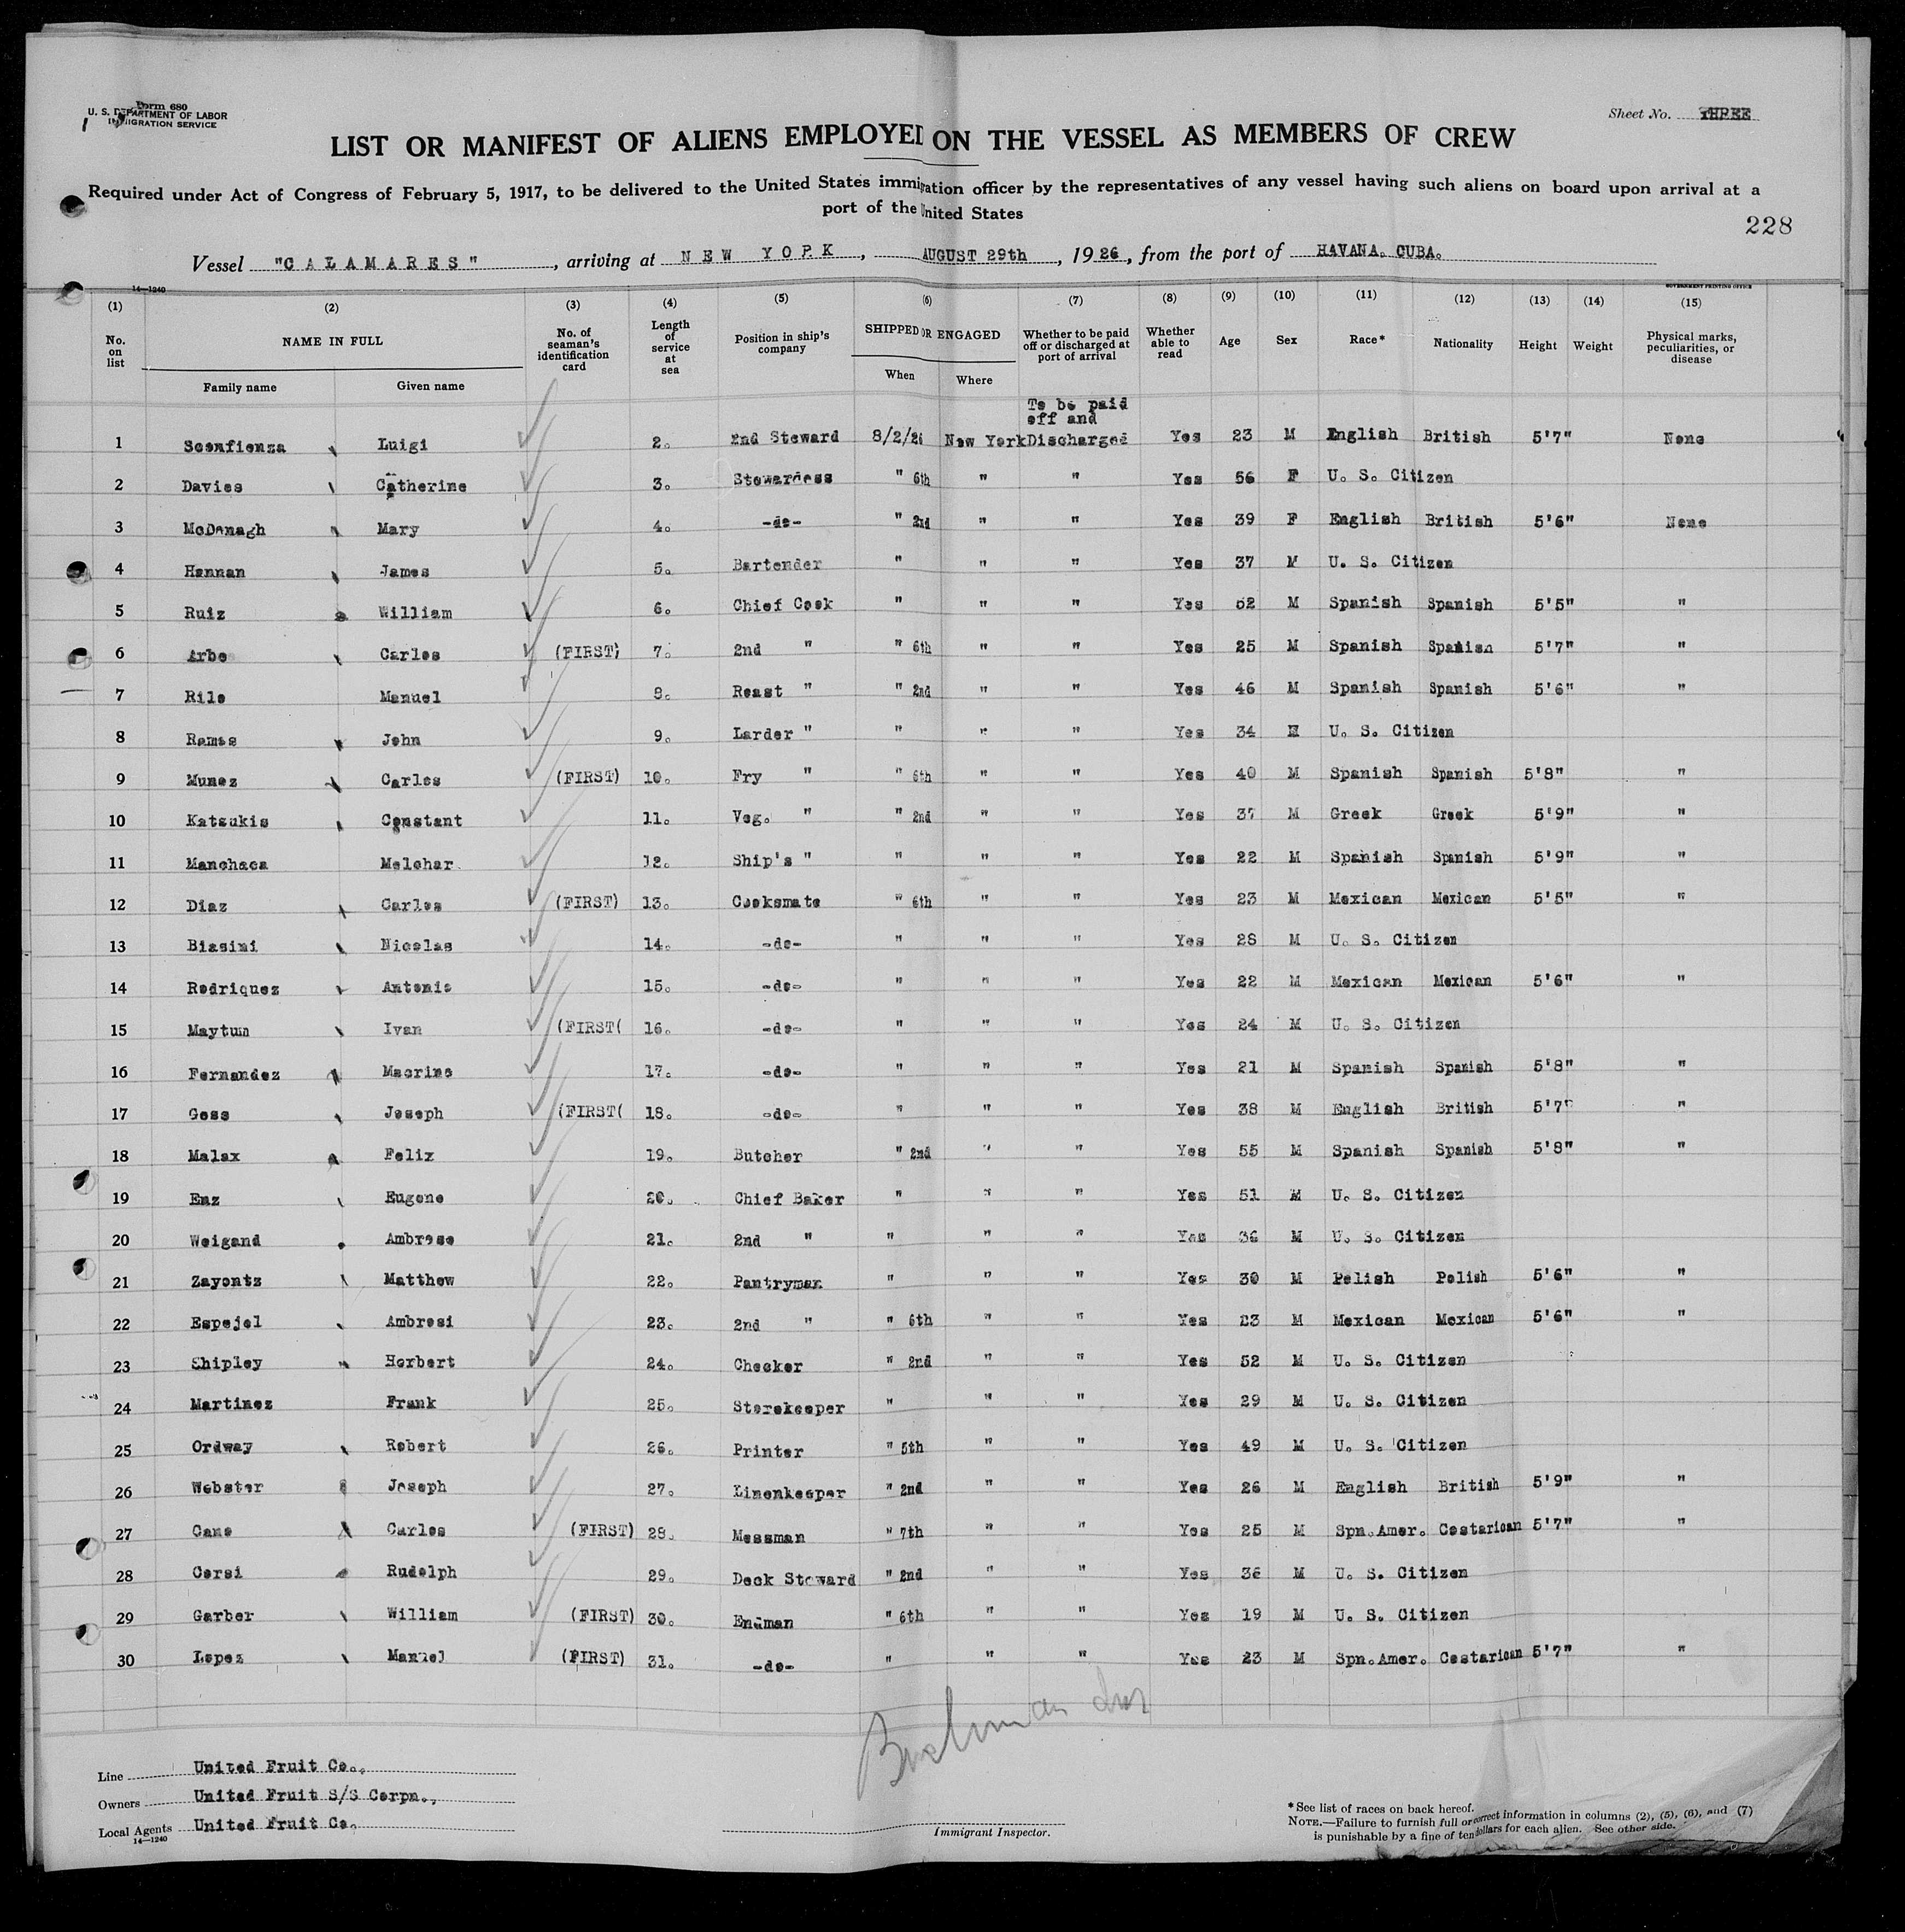 Form 680
U. S. DEPARTMENT OF LABOR
IMMIGRATION SERVICE
Sheet No. THREE
LIST OR MANIFEST OF ALIENS EMPLOYED ON THE VESSEL AS MEMBERS OF CREW
Required under Act of Congress of February 5, 1917, to be delivered to the United States immigration officer by the representatives of any vessel having such aliens on board upon arrival at a
port of the United States
228
Vessel "CALAMARES", arriving at NEW YORK, AUGUST 29th, 1926, from the port of HAVANA. CUBA.
14—1240 GOVERNMENT PRINTING OFFICE
(1) (2) (3) (4) (5) (6) (7) (8) (9) (10) (11) (12) (13) (14) (15)
No. on list NAME IN FULL No. of seaman's identification card Length of service at sea Position in ship's company SHIPPED OR ENGAGED Whether to be paid off or discharged at port of arrival Whether able to read Age Sex Race* Nationality Height Weight Physical marks, peculiarities, or disease
Family name Given name When Where
To be paid
off and
1 Sconfienza Luigi 2. 2nd Steward 8/2/26 New York Discharged Yes 23 M English British 5'7" None
2 Davies Catherine 3. Stewardess " 6th " " Yes 56 F U. S. Citizen
3 McDonagh Mary 4. -do- " 2nd " " Yes 39 F English British 5'6" None
4 Hannan James 5. Bartender " " " Yes 37 M U. S. Citizen
5 Ruiz William 6. Chief Cook " " " Yes 52 M Spanish Spanish 5'5" "
6 Arbe Carlos (FIRST) 7. 2nd " " 6th " " Yes 25 M Spanish Spanish 5'7" "
7 Rilo Manuel 8. Roast " " 2nd " " Yes 46 M Spanish Spanish 5'6" "
8 Ramos John 9. Larder " " " " Yes 34 M U. S. Citizen
9 Munoz Carlos (FIRST) 10. Fry " " 6th " " Yes 40 M Spanish Spanish 5'8" "
10 Katsukis Constant 11. Veg. " " 2nd " " Yes 37 M Greek Greek 5'9" "
11 Manchaca Melchar 12. Ship's " " " " Yes 22 M Spanish Spanish 5'9" "
12 Diaz Carlos (FIRST) 13. Cooksmate " 6th " " Yes 23 M Mexican Mexican 5'5" "
13 Biasini Nicolas 14. -do- " " " Yes 28 M U. S. Citizen
14 Rodriquez Antonio 15. -do- " " " Yes 22 M Mexican Mexican 5'6" "
15 Maytum Ivan (FIRST( 16. -do- " " " Yes 24 M U. S. Citizen
16 Fernandez Macrino 17. -do- " " " Yes 21 M Spanish Spanish 5'8" "
17 Goss Joseph (FIRST( 18. -do- " " " Yes 38 M English British 5'7" "
18 Malax Felix 19. Butcher " 2nd " " Yes 55 M Spanish Spanish 5'8" "
19 Enz Eugene 20. Chief Baker " " " Yes 51 M U. S. Citizen
20 Weigand Ambrose 21. 2nd " " " " Yes 36 M U. S. Citizen
21 Zayontz Matthew 22. Pantryman " " " Yes 30 M Polish Polish 5'6" "
22 Espejel Ambrosi 23. 2nd " " 6th " " Yes 23 M Mexican Mexican 5'6" "
23 Shipley Herbert 24. Checker " 2nd " " Yes 52 M U. S. Citizen
24 Martinez Frank 25. Storekeeper " " " Yes 29 M U. S. Citizen
25 Ordway Robert 26. Printer " 5th " " Yes 49 M U. S. Citizen
26 Webster Joseph 27. Linenkeeper " 2nd " " Yes 26 M English British 5'9" "
27 Cano Carlos (FIRST) 28. Messman " 7th " " Yes 25 M Spn.Amer. Costarican 5'7" "
28 Corsi Rudolph 29. Deck Steward " 2nd " " Yes 36 M U. S. Citizen
29 Garber William (FIRST) 30. Endman " 6th " " Yes 19 M U. S. Citizen
30 Lopez Manuel (FIRST) 31. -do- " " " Yes 23 M Spn.Amer. Costarican 5'7" "
Line United Fruit Co.,
Owners United Fruit S/S Corpn.,
Local Agents United Fruit Co.
14—1240
Immigrant Inspector.
*See list of races on back hereof.
NOTE.—Failure to furnish full or correct information in columns (2), (5), (6), and (7)
is punishable by a fine of ten dollars for each alien. See other side.